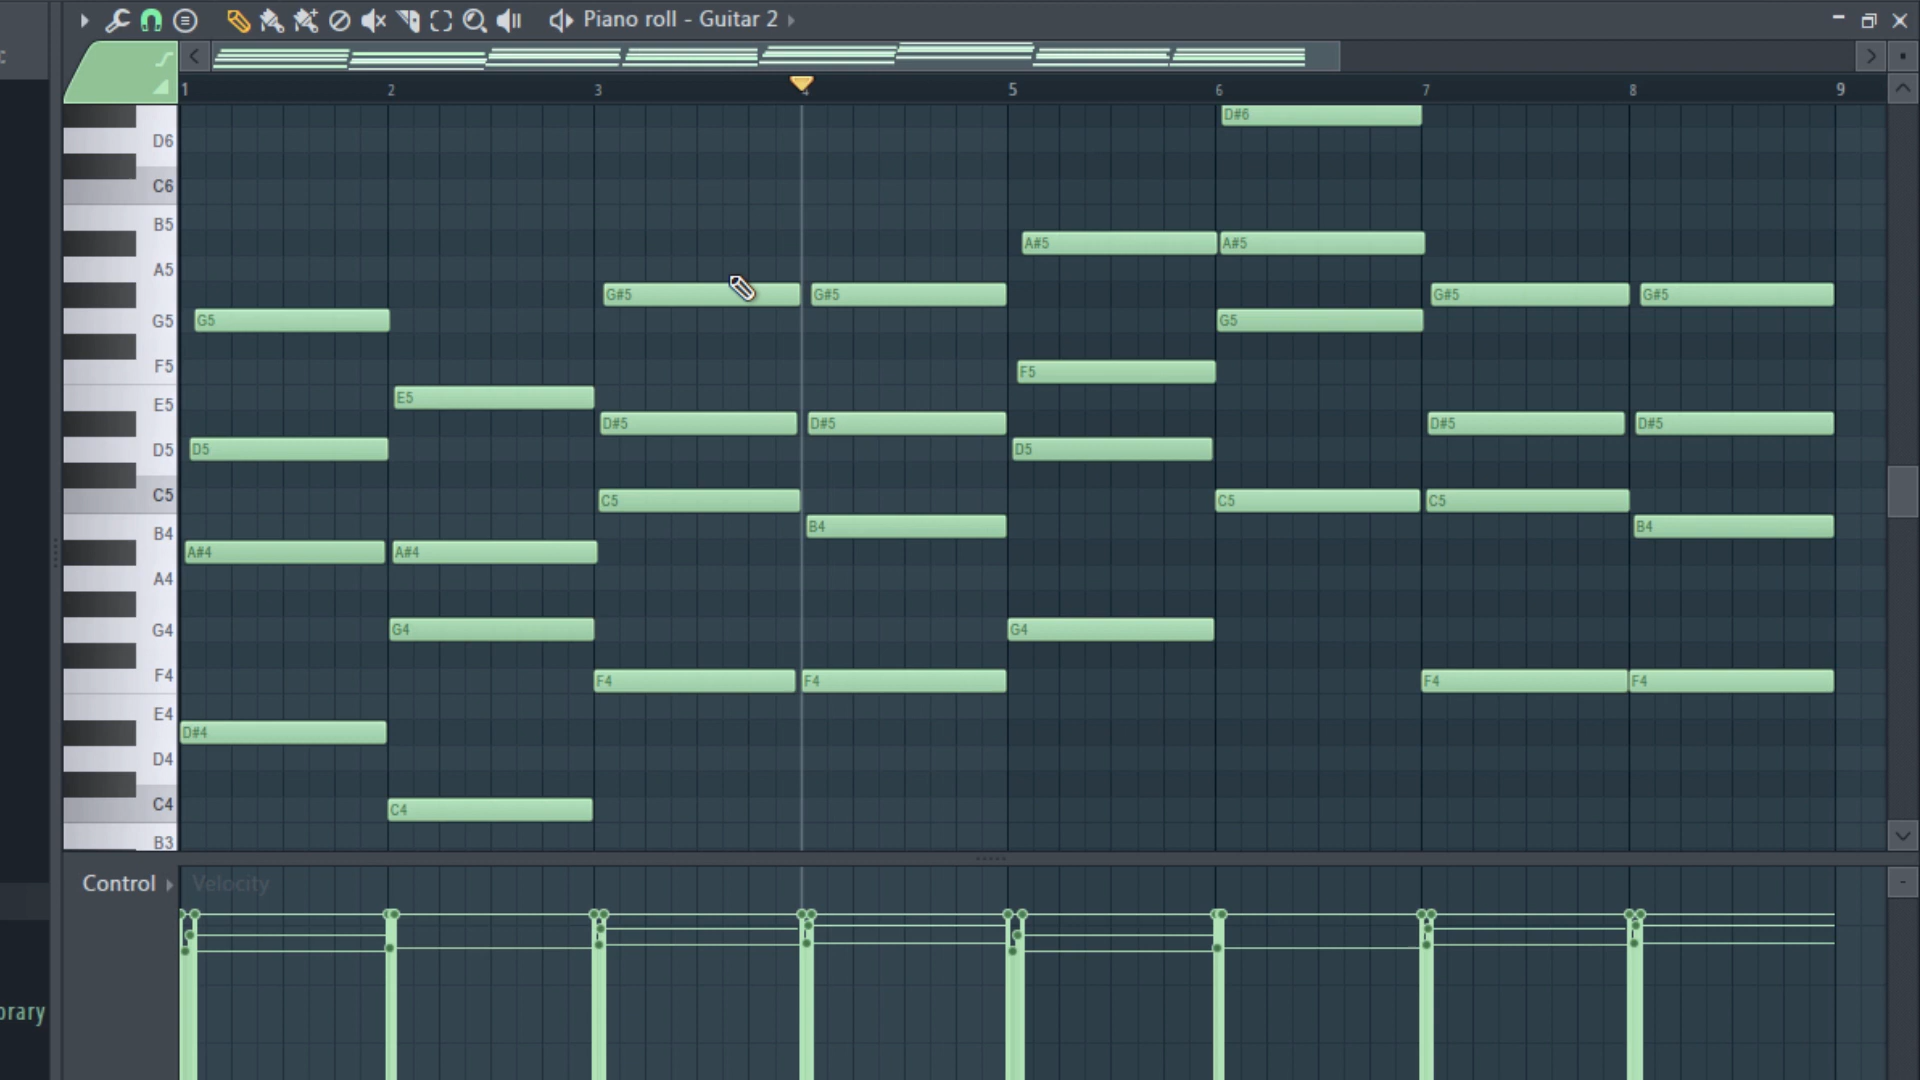 Piano roll - Guitar 2
1 2 3 4 5 6 7 8 9
D#6
D6
C6
B5
A#5 A#5
A5
G#5 G#5 G#5 G#5
G5 G5 G5
F5 F5
E5 E5
D#5 D#5 D#5 D#5
D5 D5 D5
C5 C5 C5 C5
B4 B4 B4
A#4 A#4
A4
G4 G4 G4
F4 F4 F4 F4 F4
E4
D#4
D4
C4 C4
B3
Control Velocity
orary